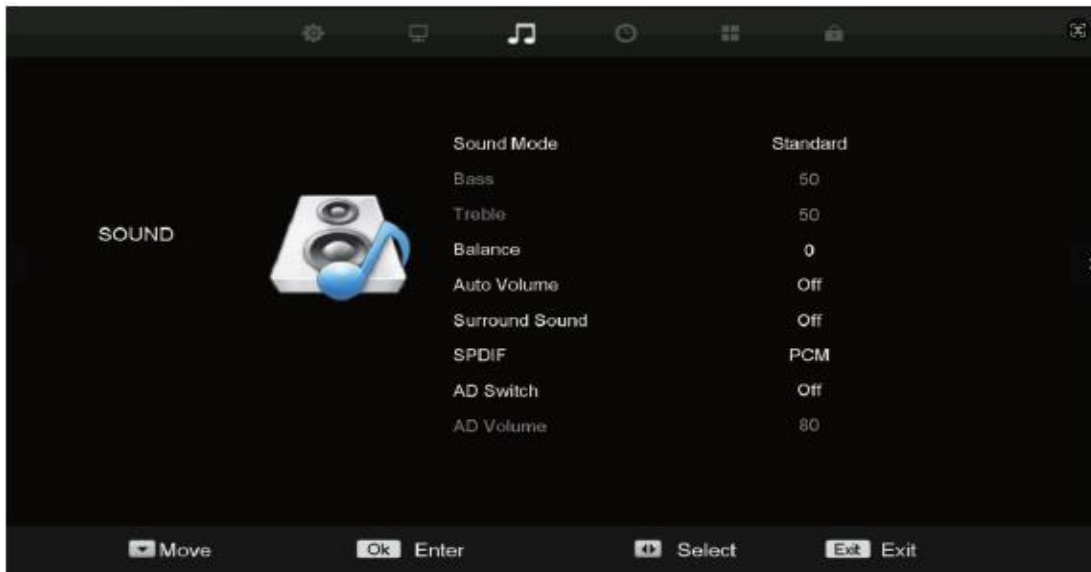 Sound Mode Standard
Bass 50
Treble 50
SOUND
Balance 0
Auto Volume Off
Surround Sound Off
SPDIF PCM
AD Switch Off
AD Volume 80
Move Ok Enter Select Exit Exit